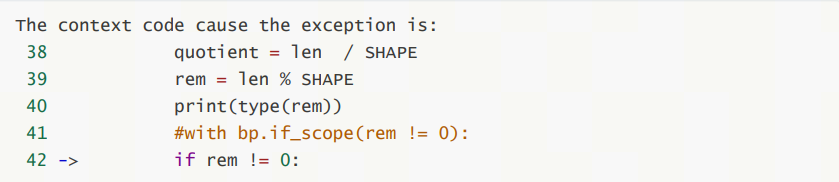 The context code cause the exception is:
38 quotient = len / SHAPE
39 rem = len % SHAPE
40 print(type(rem))
41 #with bp.if_scope(rem != 0):
42 -> if rem != 0: